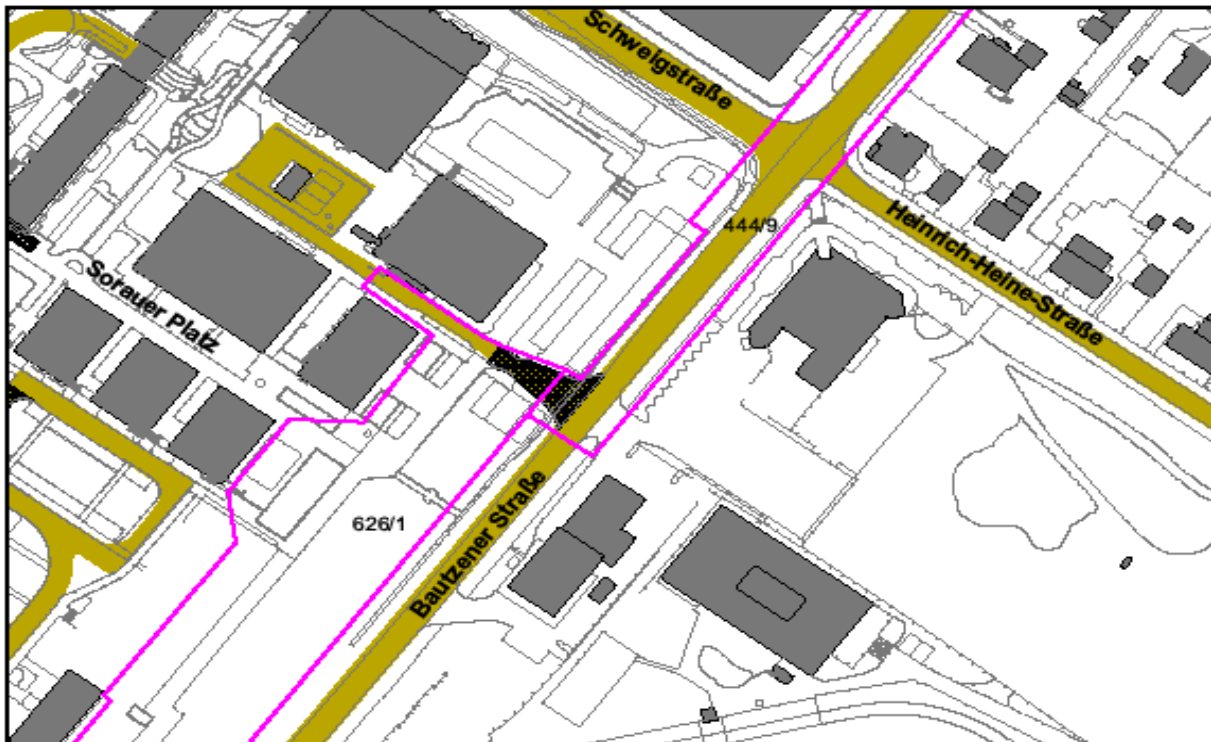 Schweigstraße
444/9
Heinrich-Heine-Straße
Sorauer Platz
626/1
Bautzener Straße